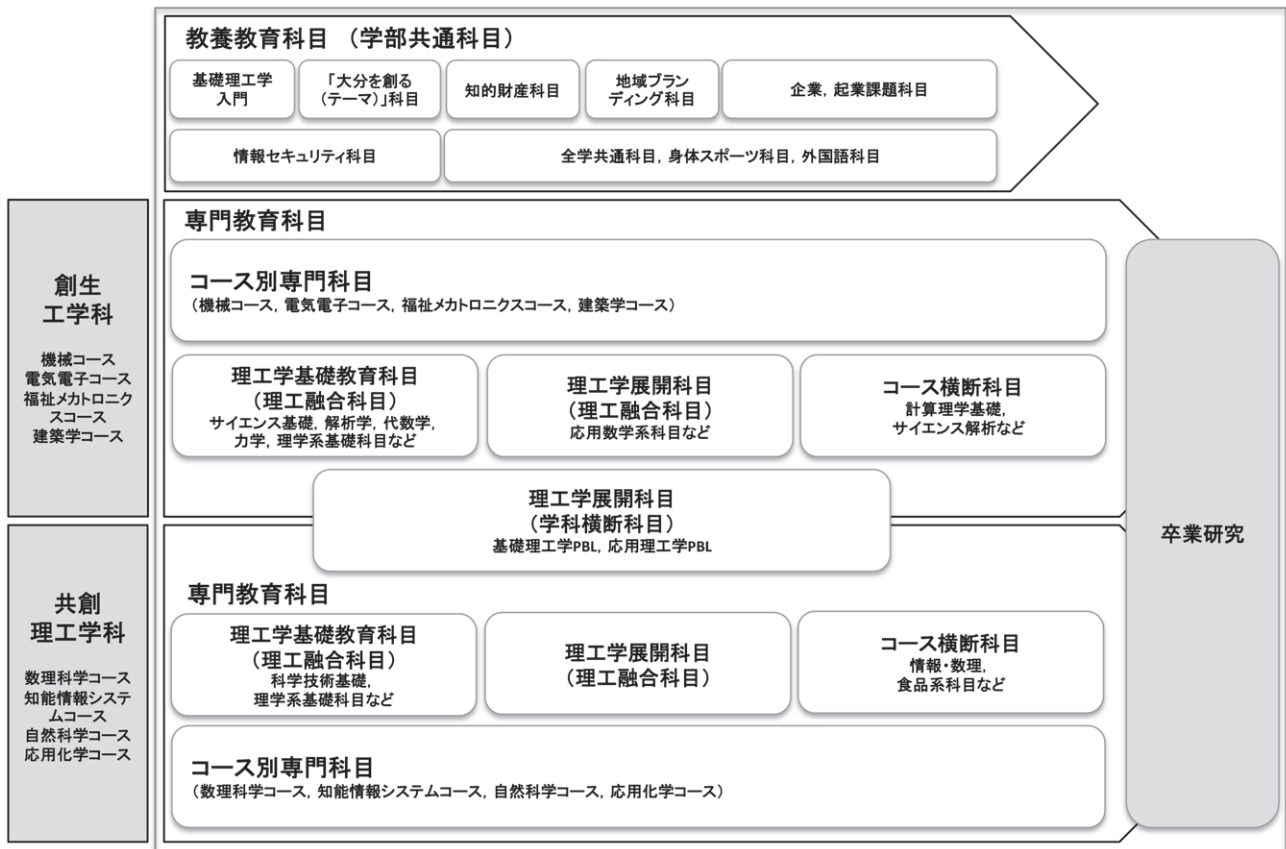 教養教育科目 （学部共通科目）
基礎理工学
入門
「大分を創る
（テーマ）」科目
知的財産科目
地域ブラン
ディング科目
企業, 起業課題科目
情報セキュリティ科目
全学共通科目, 身体スポーツ科目, 外国語科目
創生
工学科
機械コース
電気電子コース
福祉メカトロニク
スコース
建築学コース
専門教育科目
コース別専門科目
（機械コース, 電気電子コース, 福祉メカトロニクスコース, 建築学コース）
理工学基礎教育科目
（理工融合科目）
サイエンス基礎, 解析学, 代数学,
力学, 理学系基礎科目など
理工学展開科目
（理工融合科目）
応用数学系科目など
コース横断科目
計算理学基礎,
サイエンス解析など
理工学展開科目
（学科横断科目）
基礎理工学PBL, 応用理工学PBL
卒業研究
共創
理工学科
数理科学コース
知能情報システ
ムコース
自然科学コース
応用化学コース
専門教育科目
理工学基礎教育科目
（理工融合科目）
科学技術基礎,
理学系基礎科目など
理工学展開科目
（理工融合科目）
コース横断科目
情報・数理,
食品系科目など
コース別専門科目
（数理科学コース, 知能情報システムコース, 自然科学コース, 応用化学コース）